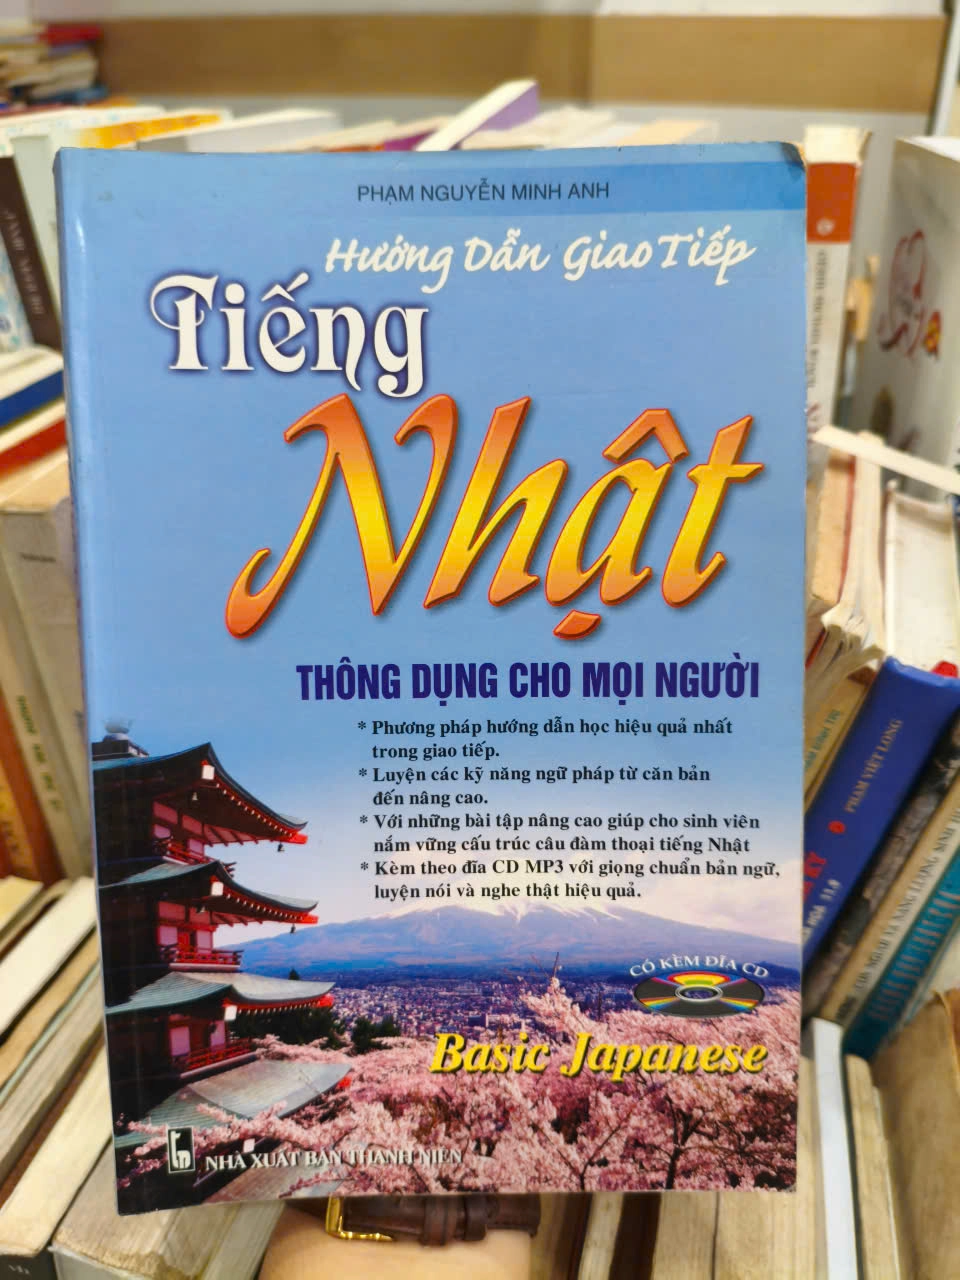 PHẠM NGUYỄN MINH ANH
Hướng Dẫn Giao Tiếp
Tiếng
Nhật
THÔNG DỤNG CHO MỌI NGƯỜI
* Phương pháp hướng dẫn học hiệu quả nhất
trong giao tiếp.
* Luyện các kỹ năng ngữ pháp từ căn bản
đến nâng cao.
* Với những bài tập nâng cao giúp cho sinh viên
nắm vững cấu trúc câu đàm thoại tiếng Nhật
* Kèm theo đĩa CD MP3 với giọng chuẩn bản ngữ,
luyện nói và nghe thật hiệu quả.
CÓ KÈM ĐĨA CD
Basic Japanese
NHÀ XUẤT BẢN THANH NIÊN
PHẠM VIẾT LONG